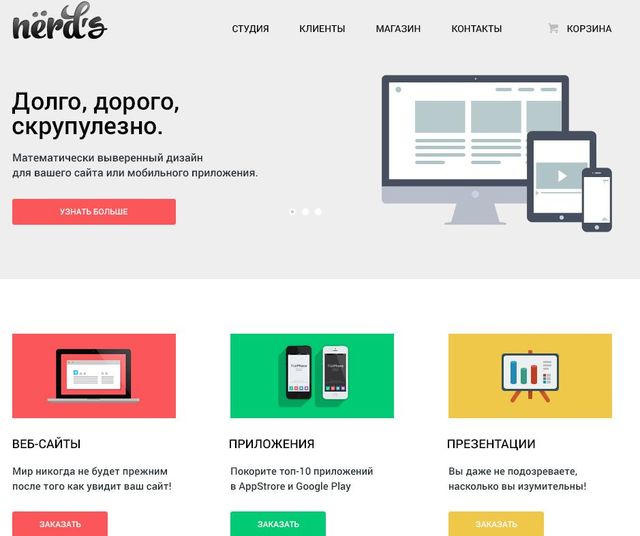 nërd's
СТУДИЯ КЛИЕНТЫ МАГАЗИН КОНТАКТЫ КОРЗИНА
Долго, дорого,
скрупулезно.
Математически выверенный дизайн
для вашего сайта или мобильного приложения.
УЗНАТЬ БОЛЬШЕ
ВЕБ-САЙТЫ ПРИЛОЖЕНИЯ ПРЕЗЕНТАЦИИ
Мир никогда не будет прежним
после того как увидит ваш сайт!
Покорите топ-10 приложений
в AppStrore и Google Play
Вы даже не подозреваете,
насколько вы изумительны!
ЗАКАЗАТЬ ЗАКАЗАТЬ ЗАКАЗАТЬ